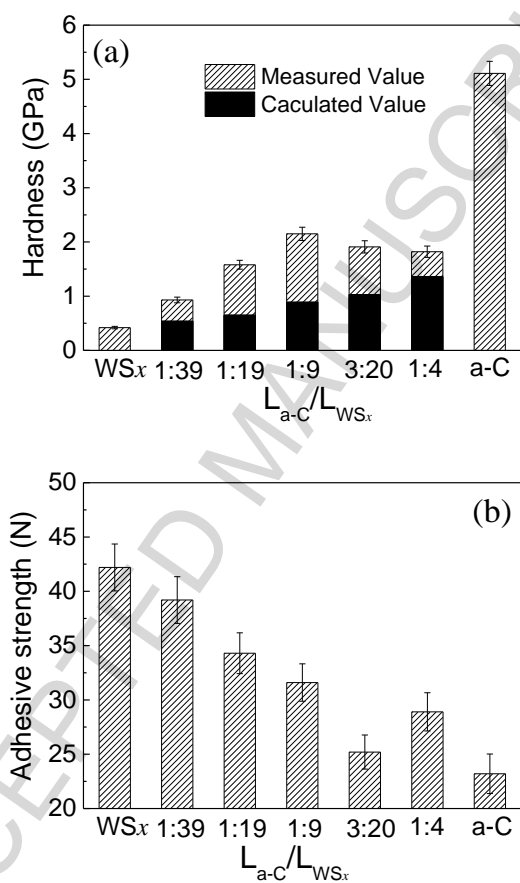 (a)
6
5
4
3
2
1
0
Hardness (GPa)
Measured Value
Caculated Value
WSx 1:39 1:19 1:9 3:20 1:4 a-C
La-C/LWSx
(b)
50
45
40
35
30
25
20
Adhesive strength (N)
WSx 1:39 1:19 1:9 3:20 1:4 a-C
La-C/LWSx
CEPTED MANUSCRI